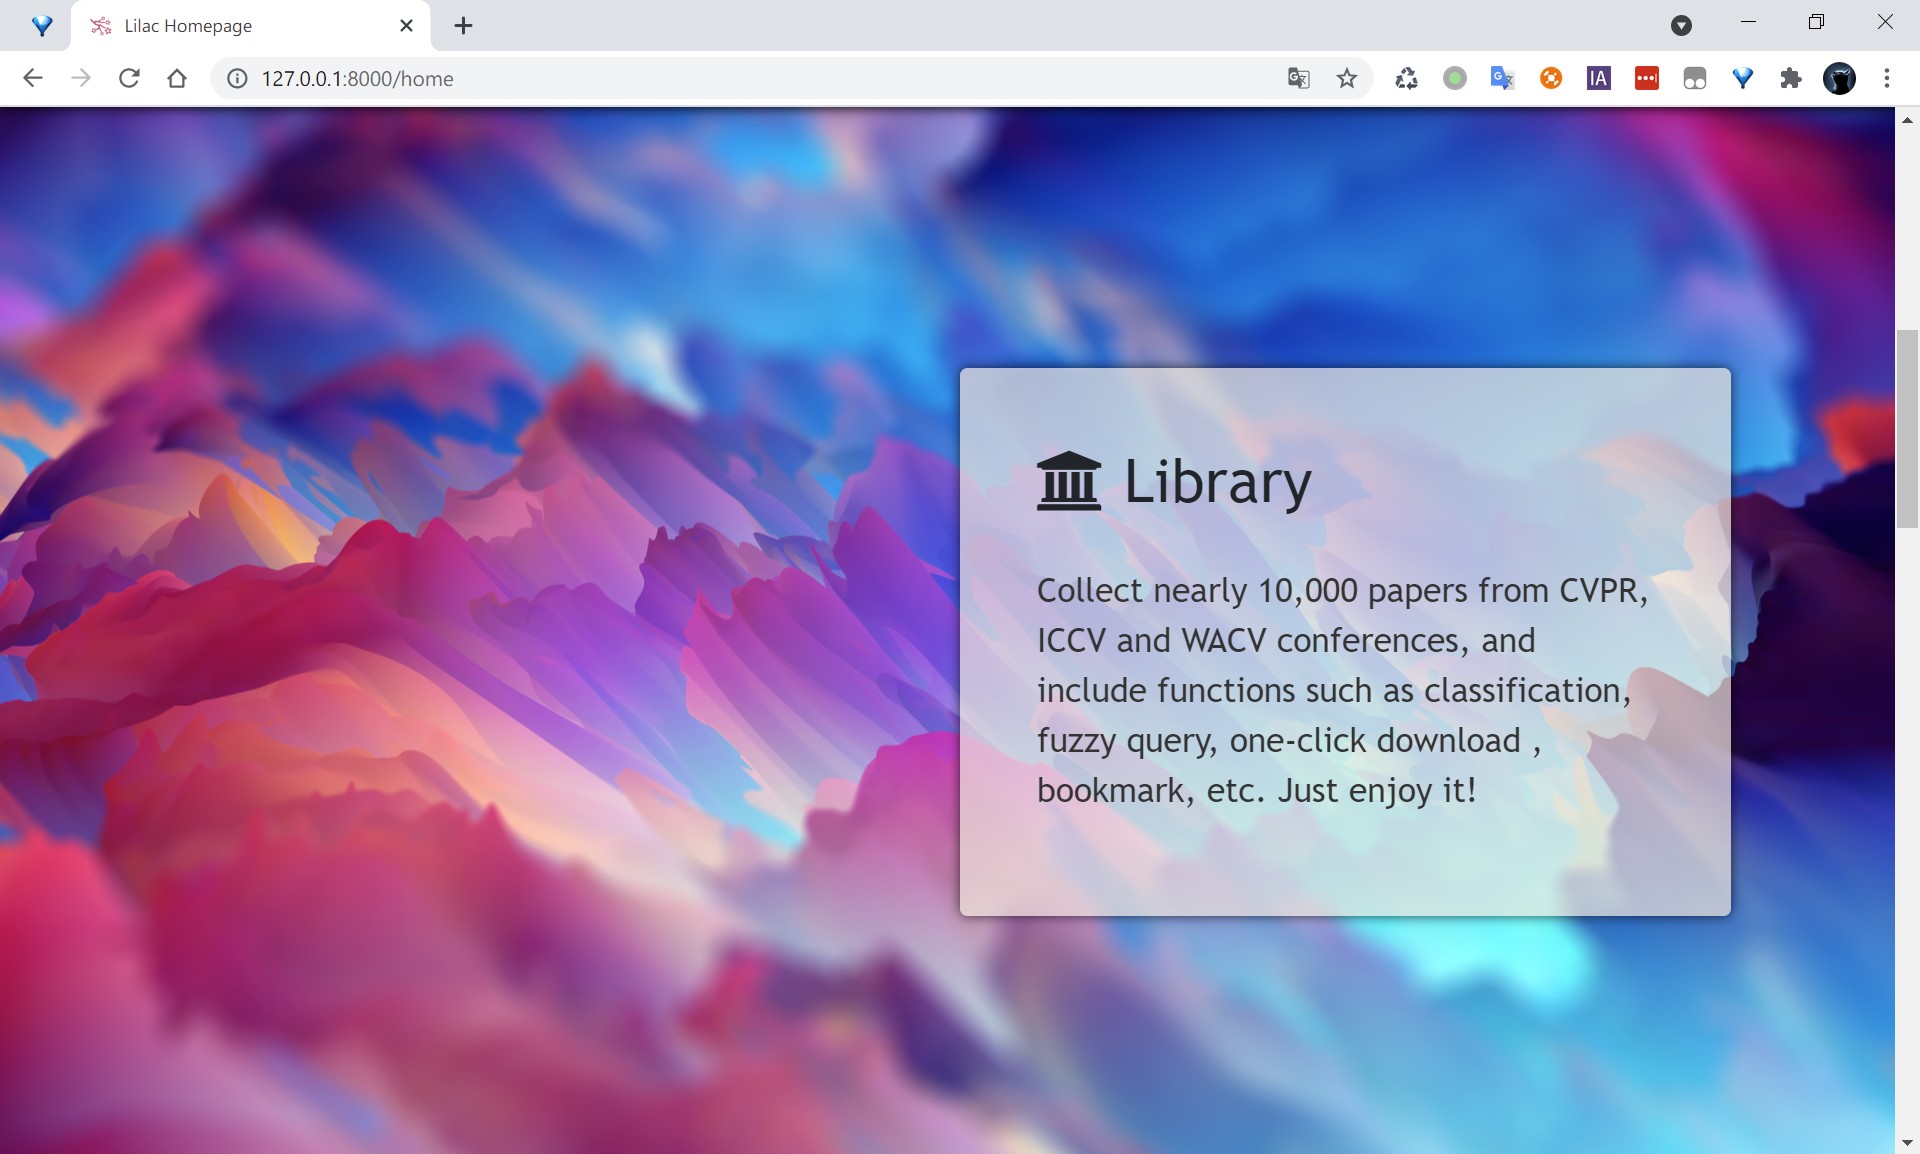 Lilac Homepage
127.0.0.1:8000/home
IA
Library
Collect nearly 10,000 papers from CVPR,
ICCV and WACV conferences, and
include functions such as classification,
fuzzy query, one-click download ,
bookmark, etc. Just enjoy it!